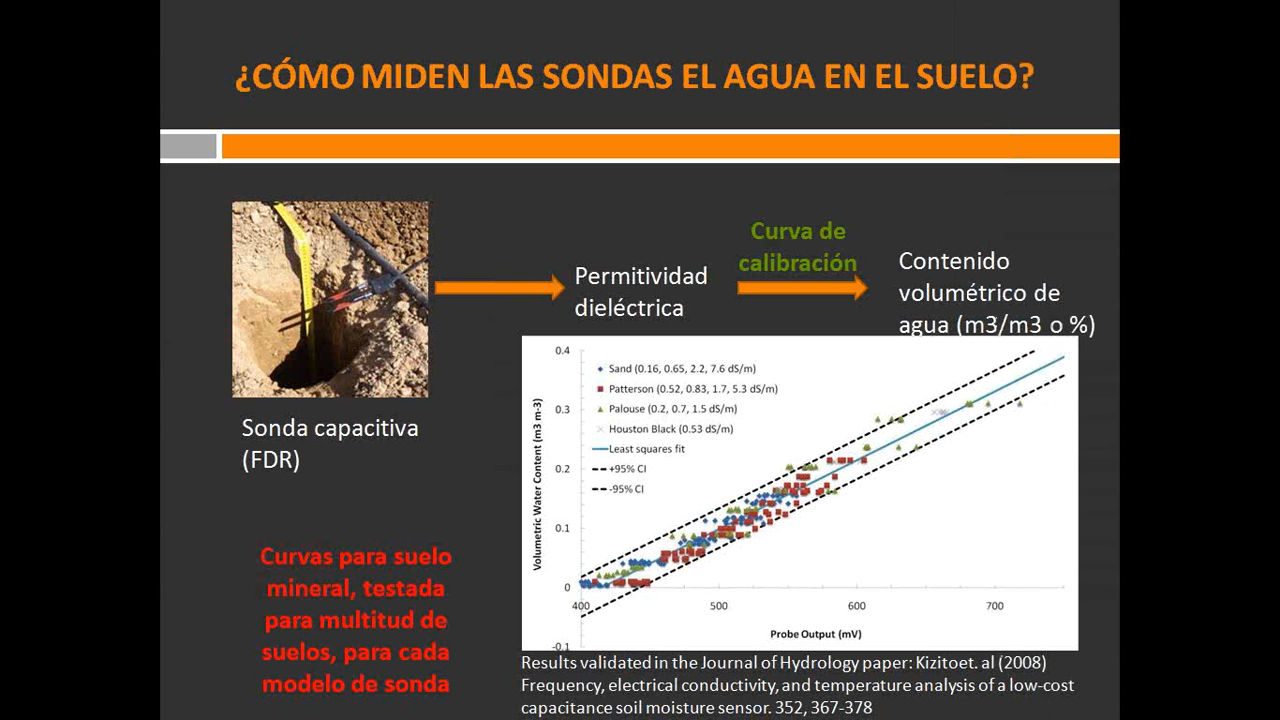 ¿CÓMO MIDEN LAS SONDAS EL AGUA EN EL SUELO?
Curva de
calibración
Permitividad
dieléctrica
Contenido
volumétrico de
agua (m3/m3 o %)
Sonda capacitiva
(FDR)
Curvas para suelo
mineral, testada
para multitud de
suelos, para cada
modelo de sonda
Volumetric Water Content (m3 m-3)
0.4
0.3
0.2
0.1
0
-0.1
Sand (0.16, 0.65, 2.2, 7.6 dS/m)
Patterson (0.52, 0.83, 1.7, 5.3 dS/m)
Palouse (0.2, 0.7, 1.5 dS/m)
Houston Black (0.53 dS/m)
Least squares fit
+95% CI
-95% CI
400 500 600 700
Probe Output (mV)
Results validated in the Journal of Hydrology paper: Kizitoet. al (2008)
Frequency, electrical conductivity, and temperature analysis of a low-cost
capacitance soil moisture sensor. 352, 367-378